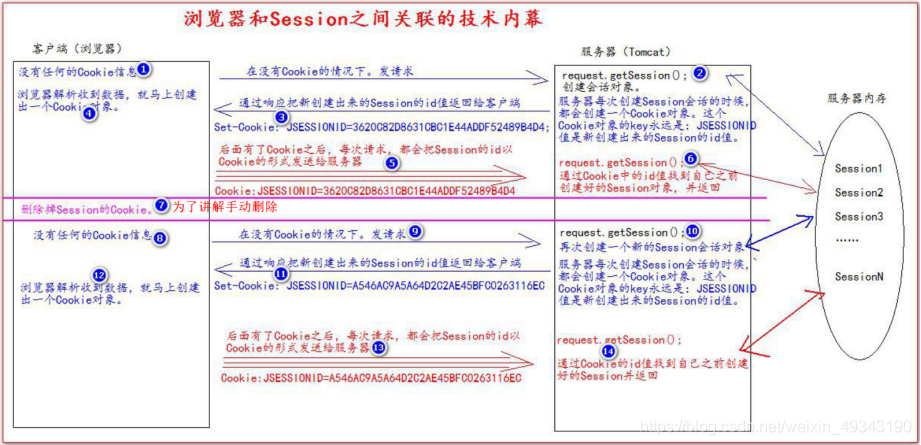 浏览器和Session之间关联的技术内幕
客户端（浏览器）
服务器（Tomcat）
服务器内存
没有任何的Cookie信息 1
在没有Cookie的情况下。发请求
2
request.getSession();
创建会话对象。
浏览器解析收到数据，就马上创建
出一个Cookie对象。
4
通过响应把新创建出来的Session的id值返回给客户端
3
Set-Cookie: JSESSIONID=3620C82D8631CBC1E44ADDF52489B4D4;
服务器每次创建Session会话的时候，
都会创建一个Cookie对象。这个
Cookie对象的key永远是：JSESSIONID
值是新创建出来的Session的id值。
后面有了Cookie之后，每次请求，都会把Session的id以
Cookie的形式发送给服务器 5
Cookie:JSESSIONID=3620C82D8631CBC1E44ADDF52489B4D4
request.getSession(); 6
通过Cookie中的id值找到自己之前
创建好的Session对象，并返回
Session1
Session2
Session3
......
SessionN
删除掉Session的Cookie。 7 为了讲解手动删除
没有任何的Cookie信息 8
在没有Cookie的情况下。发请求 9
request.getSession(); 10
再次创建一个新的Session会话对象
12
浏览器解析收到数据，就马上创建
出一个Cookie对象。
通过响应把新创建出来的Session的id值返回给客户端
11
Set-Cookie: JSESSIONID=A546AC9A5A64D2C2AE45BFC0263116EC
服务器每次创建Session会话的时候，
都会创建一个Cookie对象。这个
Cookie对象的key永远是：JSESSIONID
值是新创建出来的Session的id值。
后面有了Cookie之后，每次请求，都会把Session的id以
Cookie的形式发送给服务器 13
Cookie:JSESSIONID=A546AC9A5A64D2C2AE45BFC0263116EC
request.getSession();
14
通过Cookie的id值找到自己之前创建
好的Session并返回
https://blog.csdn.net/weixin_49343190